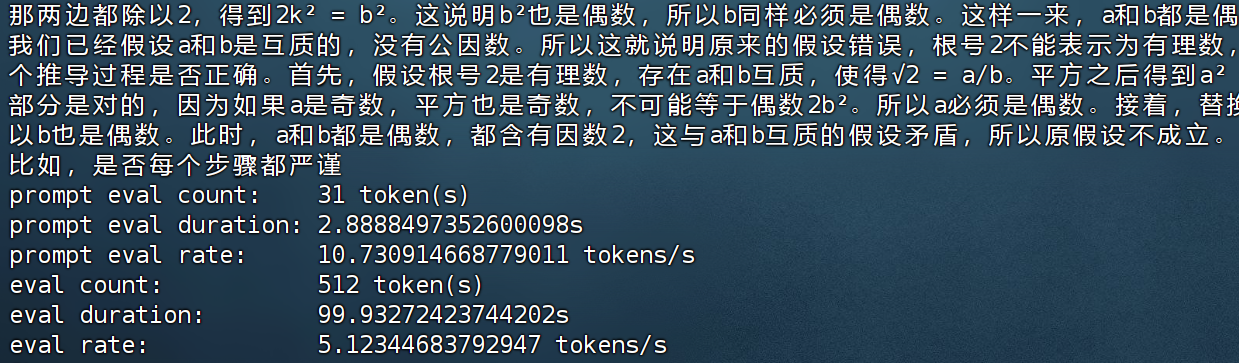 那两边都除以2，得到2k² = b²。这说明b²也是偶数，所以b同样必须是偶数。这样一来，a和b都是偶
我们已经假设a和b是互质的，没有公因数。所以这就说明原来的假设错误，根号2不能表示为有理数，
个推导过程是否正确。首先，假设根号2是有理数，存在a和b互质，使得√2 = a/b。平方之后得到a²
部分是对的，因为如果a是奇数，平方也是奇数，不可能等于偶数2b²。所以a必须是偶数。接着，替换
以b也是偶数。此时，a和b都是偶数，都含有因数2，这与a和b互质的假设矛盾，所以原假设不成立。
比如，是否每个步骤都严谨
prompt eval count:    31 token(s)
prompt eval duration: 2.8888497352600098s
prompt eval rate:     10.730914668779011 tokens/s
eval count:           512 token(s)
eval duration:        99.93272423744202s
eval rate:            5.12344683792947 tokens/s